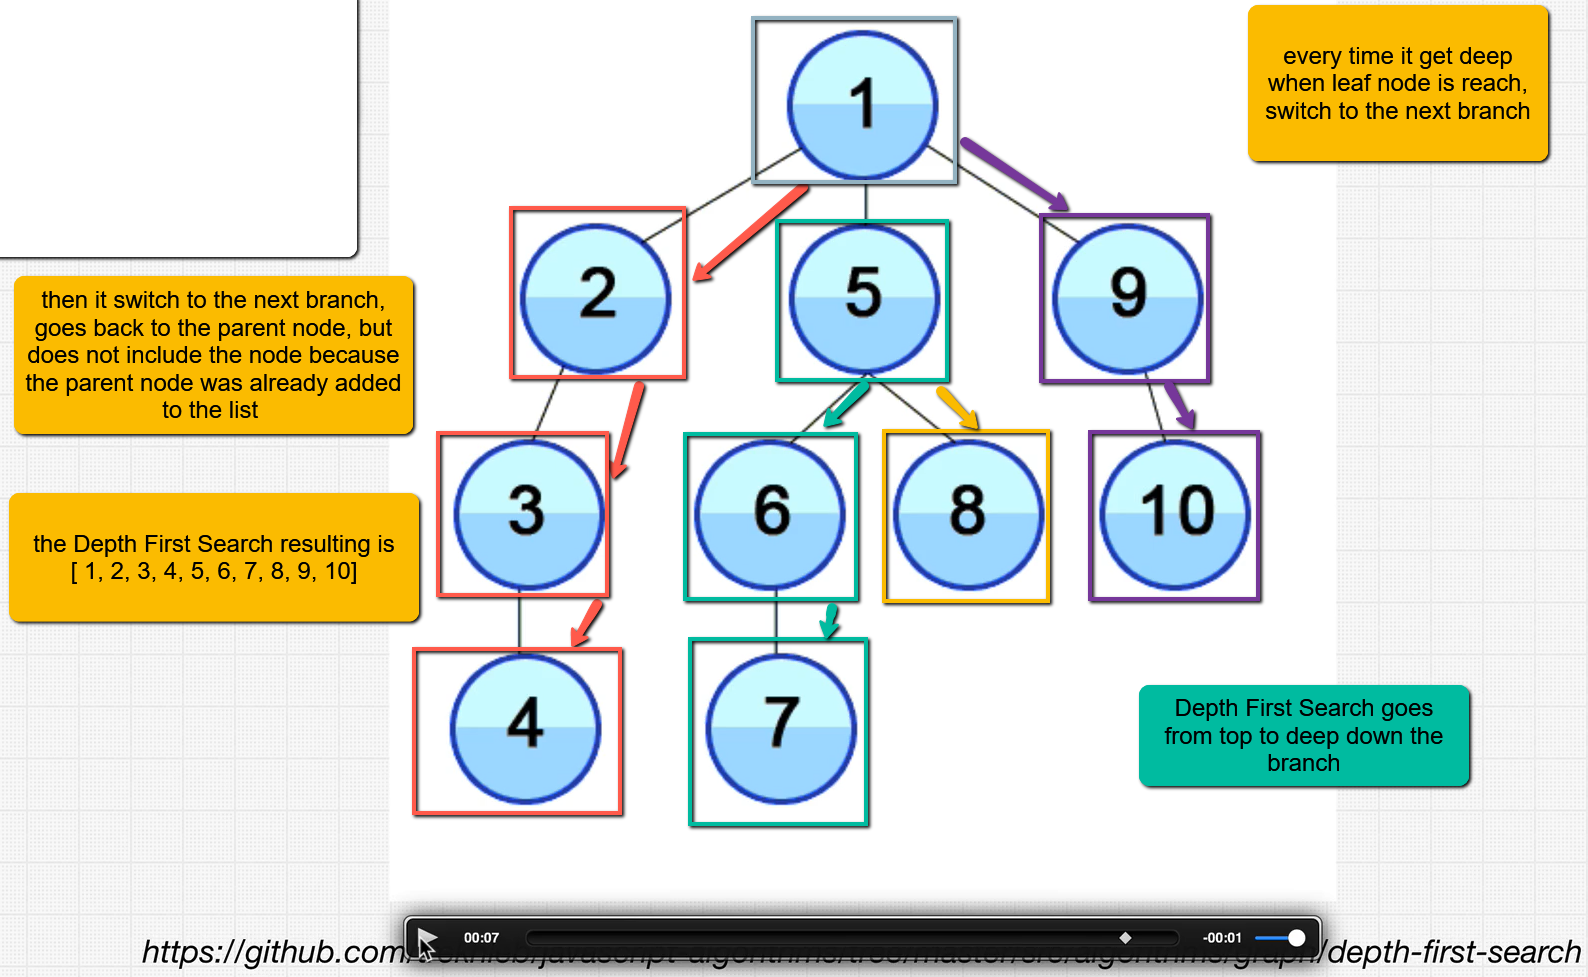 1
every time it get deep
when leaf node is reach,
switch to the next branch
2
5
9
then it switch to the next branch,
goes back to the parent node, but
does not include the node because
the parent node was already added
to the list
3
6
8
10
the Depth First Search resulting is
[ 1, 2, 3, 4, 5, 6, 7, 8, 9, 10]
4
7
Depth First Search goes
from top to deep down the
branch
00:07
-00:01
https://github.com/ /depth-first-search